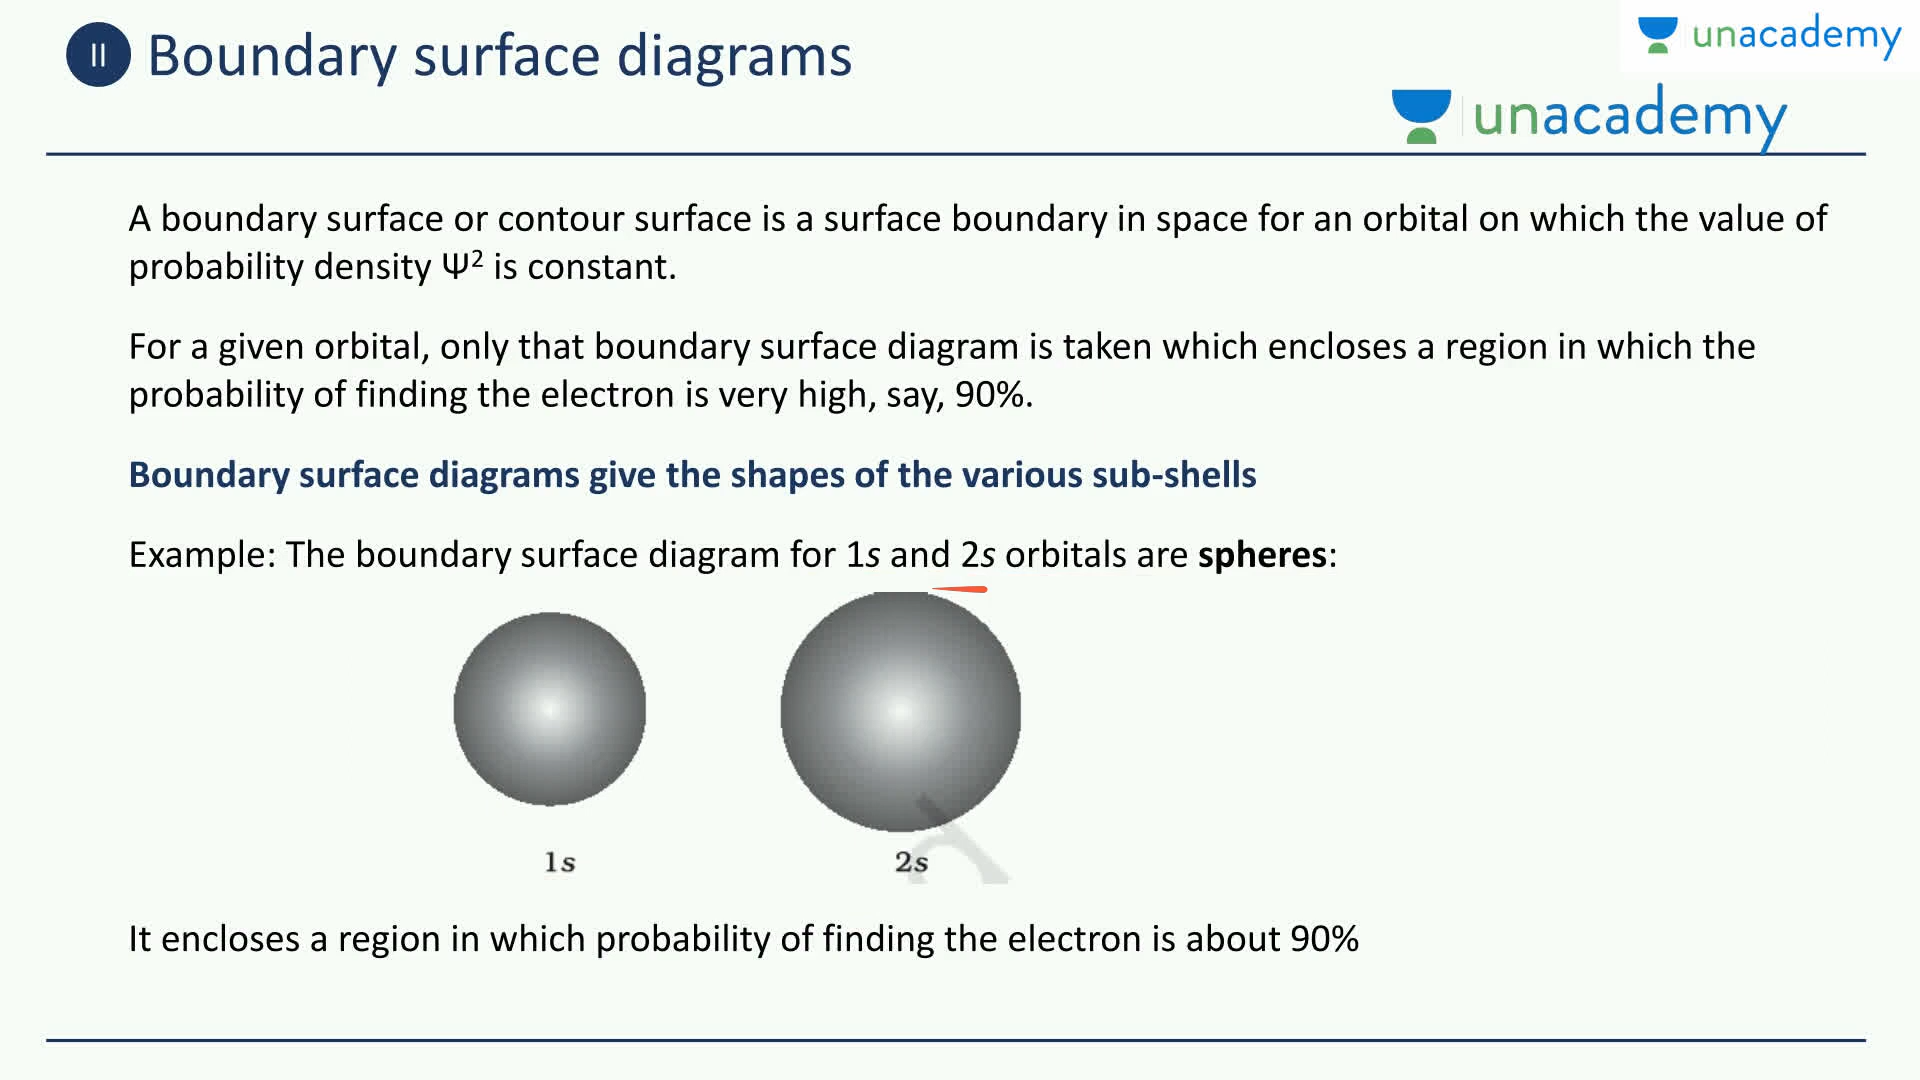 II Boundary surface diagrams
unacademy
unacademy
A boundary surface or contour surface is a surface boundary in space for an orbital on which the value of
probability density Ψ² is constant.
For a given orbital, only that boundary surface diagram is taken which encloses a region in which the
probability of finding the electron is very high, say, 90%.
Boundary surface diagrams give the shapes of the various sub-shells
Example: The boundary surface diagram for 1s and 2s orbitals are spheres:
1s
2s
It encloses a region in which probability of finding the electron is about 90%